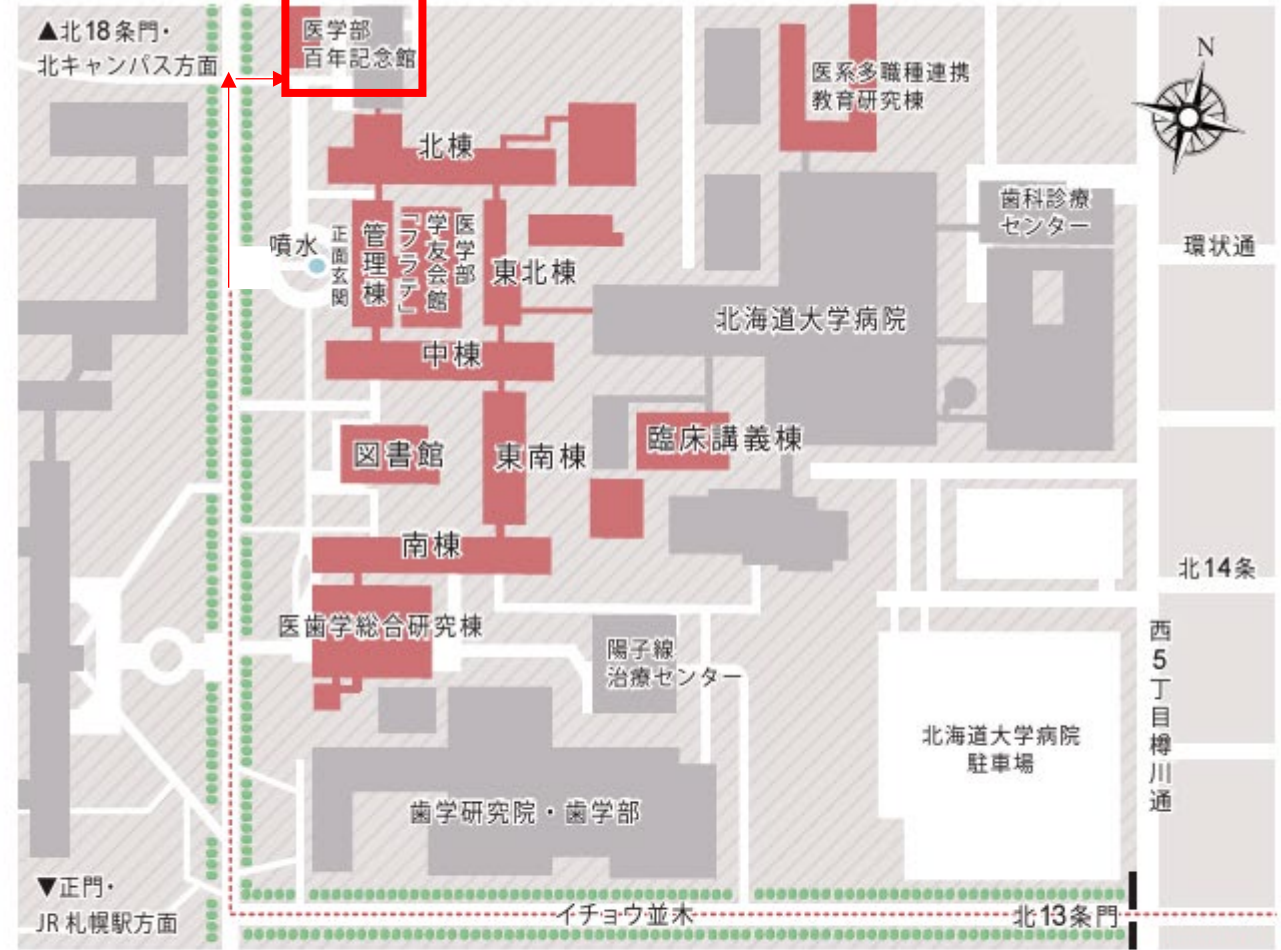 ▲北18条門・
北キャンパス方面
医学部
百年記念館
医系多職種連携
教育研究棟
N
北棟
歯科診療
センター
環状通
噴水
正面玄関
管理棟
医学部
学友会館
「フラテ」
東北棟
北海道大学病院
中棟
図書館
東南棟
臨床講義棟
南棟
北14条
医歯学総合研究棟
陽子線
治療センター
西5丁目樽川通
北海道大学病院
駐車場
歯学研究院・歯学部
▼正門・
JR札幌駅方面
イチョウ並木
北13条門